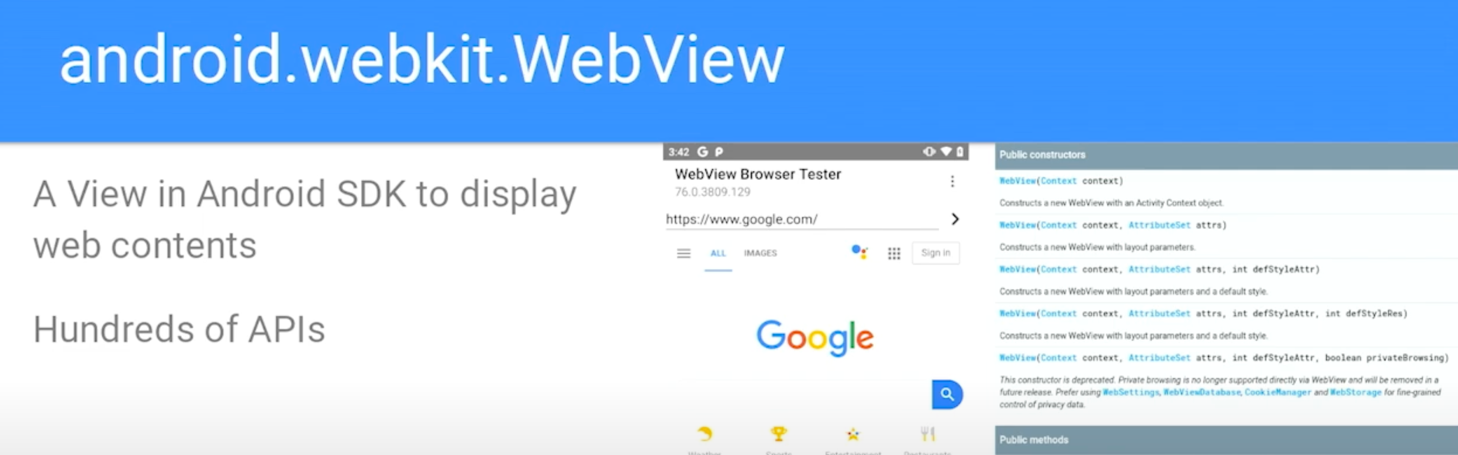 android.webkit.WebView
A View in Android SDK to display
web contents
Hundreds of APIs
3:42 G P
WebView Browser Tester
76.0.3809.129
https://www.google.com/
ALL IMAGES Sign in
Google
Weather Sports Entertainment Restaurants
Public constructors
WebView(Context context)
Constructs a new WebView with an Activity Context object.
WebView(Context context, AttributeSet attrs)
Constructs a new WebView with layout parameters.
WebView(Context context, AttributeSet attrs, int defStyleAttr)
Constructs a new WebView with layout parameters and a default style.
WebView(Context context, AttributeSet attrs, int defStyleAttr, int defStyleRes)
Constructs a new WebView with layout parameters and a default style.
WebView(Context context, AttributeSet attrs, int defStyleAttr, boolean privateBrowsing)
This constructor is deprecated. Private browsing is no longer supported directly via WebView and will be removed in a
future release. Prefer using WebSettings, WebViewDatabase, CookieManager and WebStorage for fine-grained
control of privacy data.
Public methods